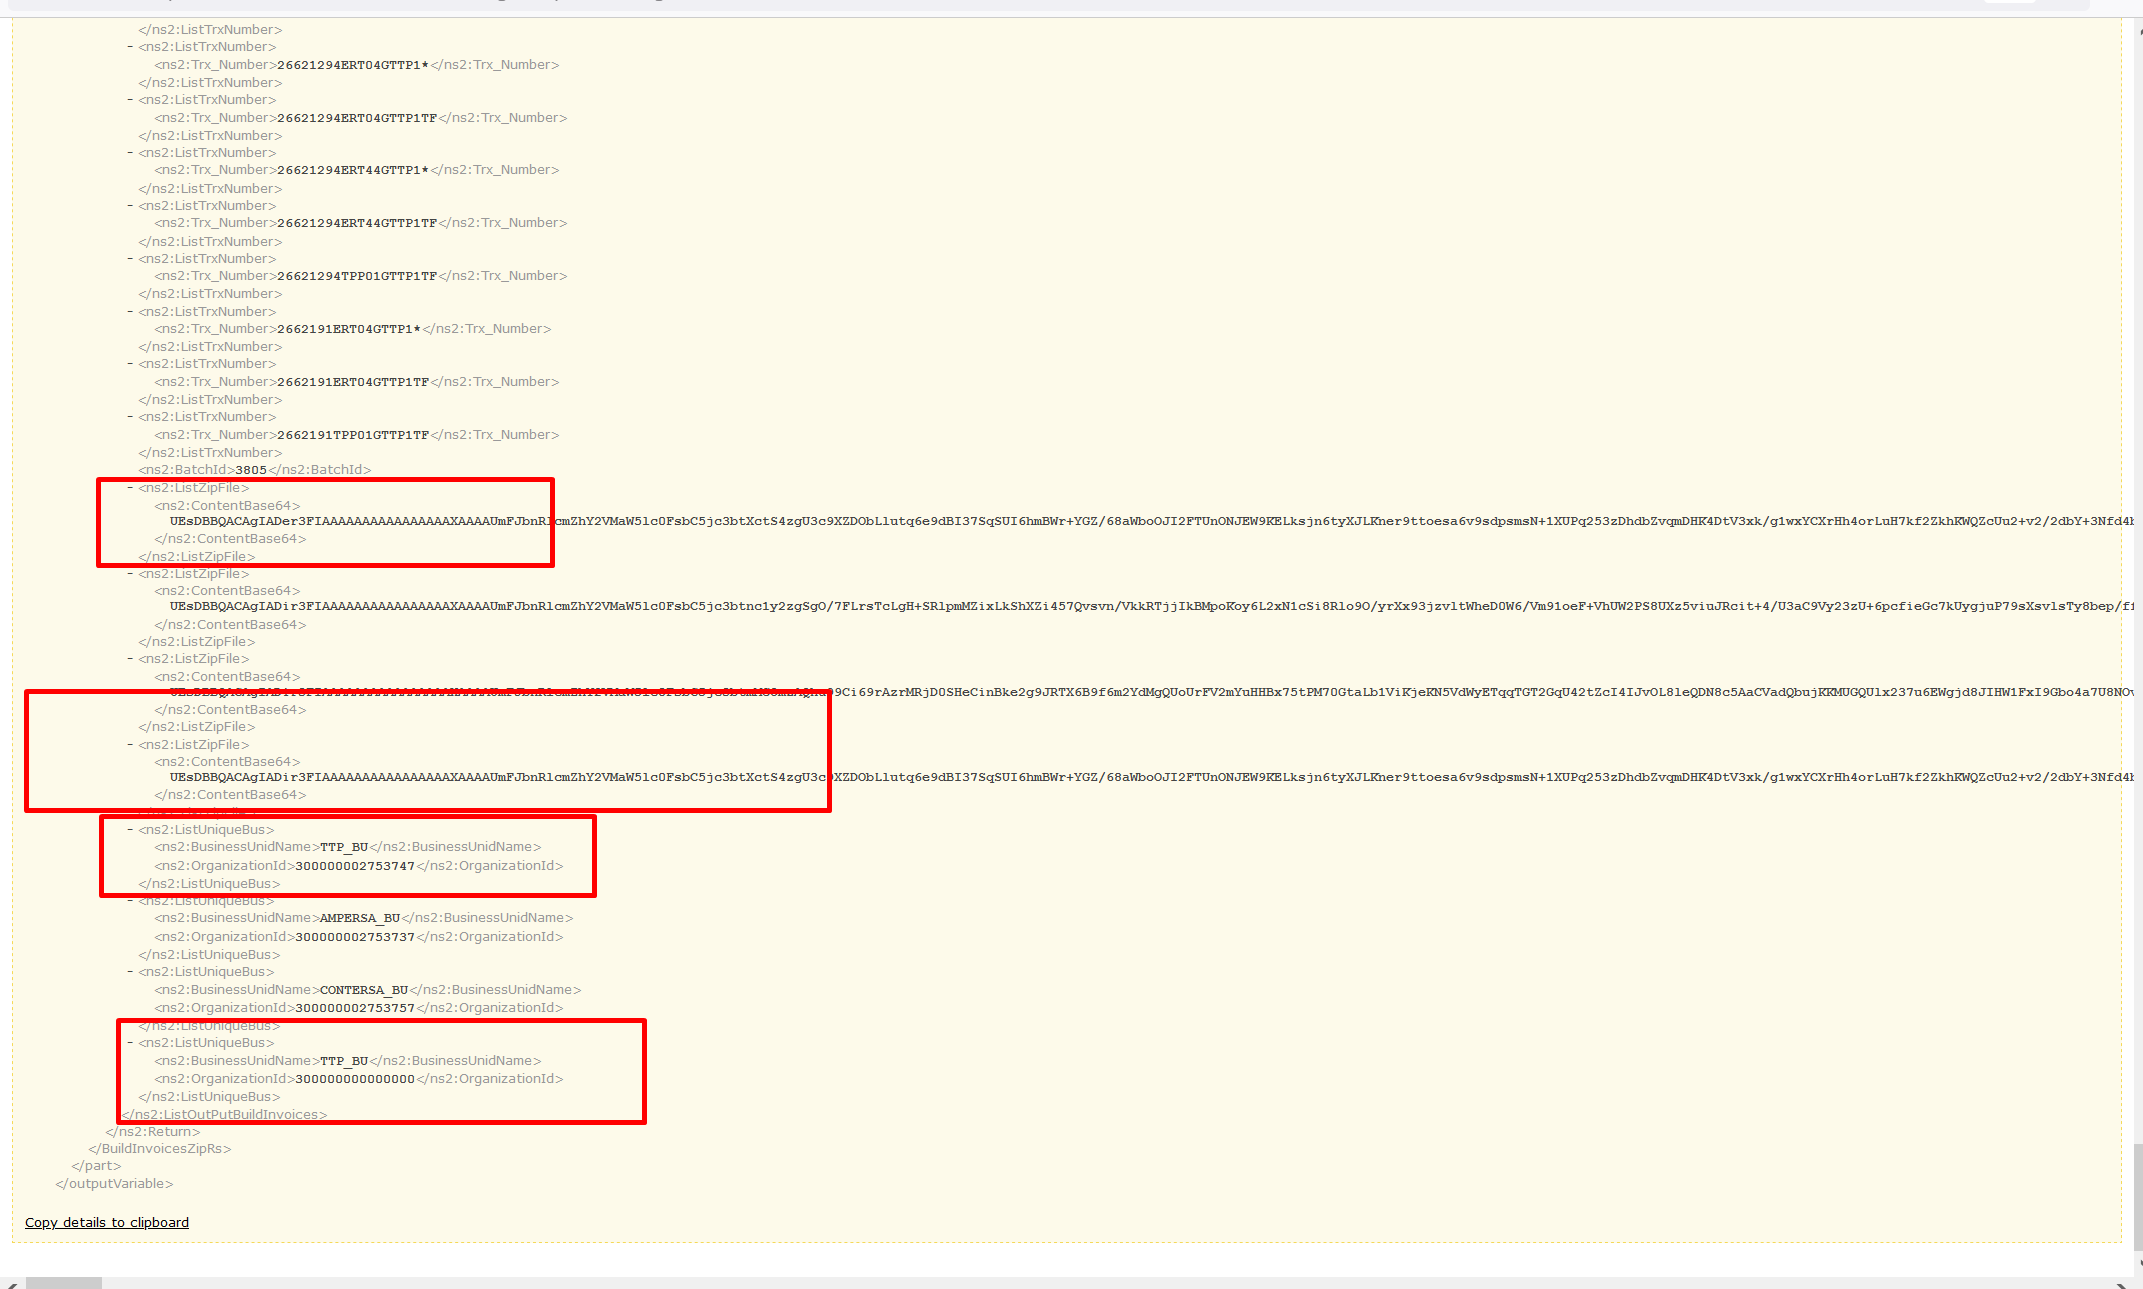 </ns2:ListTrxNumber>
- <ns2:ListTrxNumber>
<ns2:Trx_Number>26621294ERT04GTTP1*</ns2:Trx_Number>
</ns2:ListTrxNumber>
- <ns2:ListTrxNumber>
<ns2:Trx_Number>26621294ERT04GTTP1TF</ns2:Trx_Number>
</ns2:ListTrxNumber>
- <ns2:ListTrxNumber>
<ns2:Trx_Number>26621294ERT44GTTP1*</ns2:Trx_Number>
</ns2:ListTrxNumber>
- <ns2:ListTrxNumber>
<ns2:Trx_Number>26621294ERT44GTTP1TF</ns2:Trx_Number>
</ns2:ListTrxNumber>
- <ns2:ListTrxNumber>
<ns2:Trx_Number>26621294TPP01GTTP1TF</ns2:Trx_Number>
</ns2:ListTrxNumber>
- <ns2:ListTrxNumber>
<ns2:Trx_Number>2662191ERT04GTTP1*</ns2:Trx_Number>
</ns2:ListTrxNumber>
- <ns2:ListTrxNumber>
<ns2:Trx_Number>2662191ERT04GTTP1TF</ns2:Trx_Number>
</ns2:ListTrxNumber>
- <ns2:ListTrxNumber>
<ns2:Trx_Number>2662191TPP01GTTP1TF</ns2:Trx_Number>
</ns2:ListTrxNumber>
<ns2:BatchId>3805</ns2:BatchId>
- <ns2:ListZipFile>
<ns2:ContentBase64>
</ns2:ContentBase64>
</ns2:ListZipFile>
- <ns2:ListZipFile>
<ns2:ContentBase64>
</ns2:ContentBase64>
</ns2:ListZipFile>
- <ns2:ListZipFile>
<ns2:ContentBase64>
</ns2:ContentBase64>
</ns2:ListZipFile>
- <ns2:ListZipFile>
<ns2:ContentBase64>
</ns2:ContentBase64>
- <ns2:ListUniqueBus>
<ns2:BusinessUnidName>TTP_BU</ns2:BusinessUnidName>
<ns2:OrganizationId>300000002753747</ns2:OrganizationId>
</ns2:ListUniqueBus>
- <ns2:ListUniqueBus>
<ns2:BusinessUnidName>AMPERSA_BU</ns2:BusinessUnidName>
<ns2:OrganizationId>300000002753737</ns2:OrganizationId>
</ns2:ListUniqueBus>
- <ns2:ListUniqueBus>
<ns2:BusinessUnidName>CONTERSA_BU</ns2:BusinessUnidName>
<ns2:OrganizationId>300000002753757</ns2:OrganizationId>
</ns2:ListUniqueBus>
- <ns2:ListUniqueBus>
<ns2:BusinessUnidName>TTP_BU</ns2:BusinessUnidName>
<ns2:OrganizationId>300000000000000</ns2:OrganizationId>
</ns2:ListUniqueBus>
</ns2:ListOutPutBuildInvoices>
</ns2:Return>
</BuildInvoicesZipRs>
</part>
</outputVariable>
Copy details to clipboard